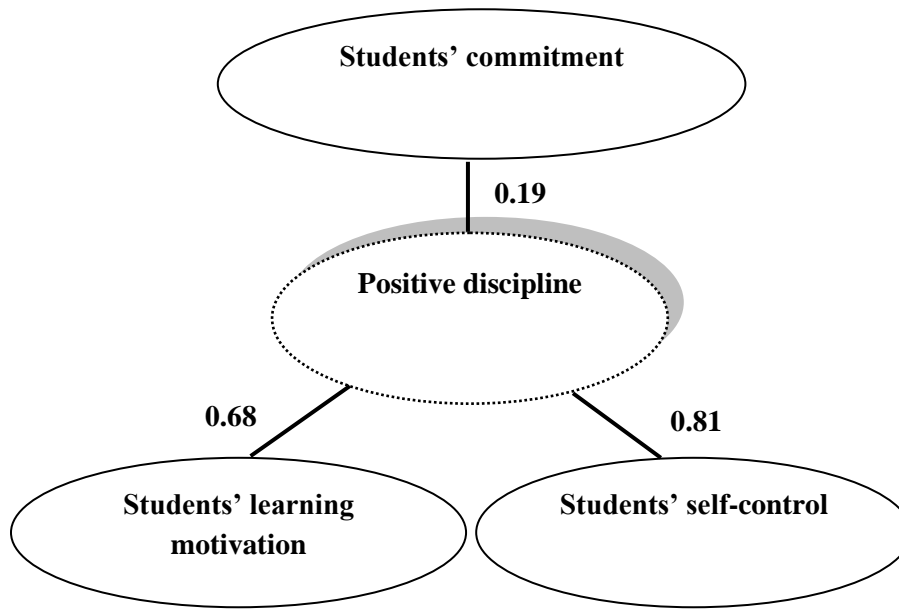 Students’ commitment
0.19
Positive discipline
0.68
0.81
Students’ learning
motivation
Students’ self-control